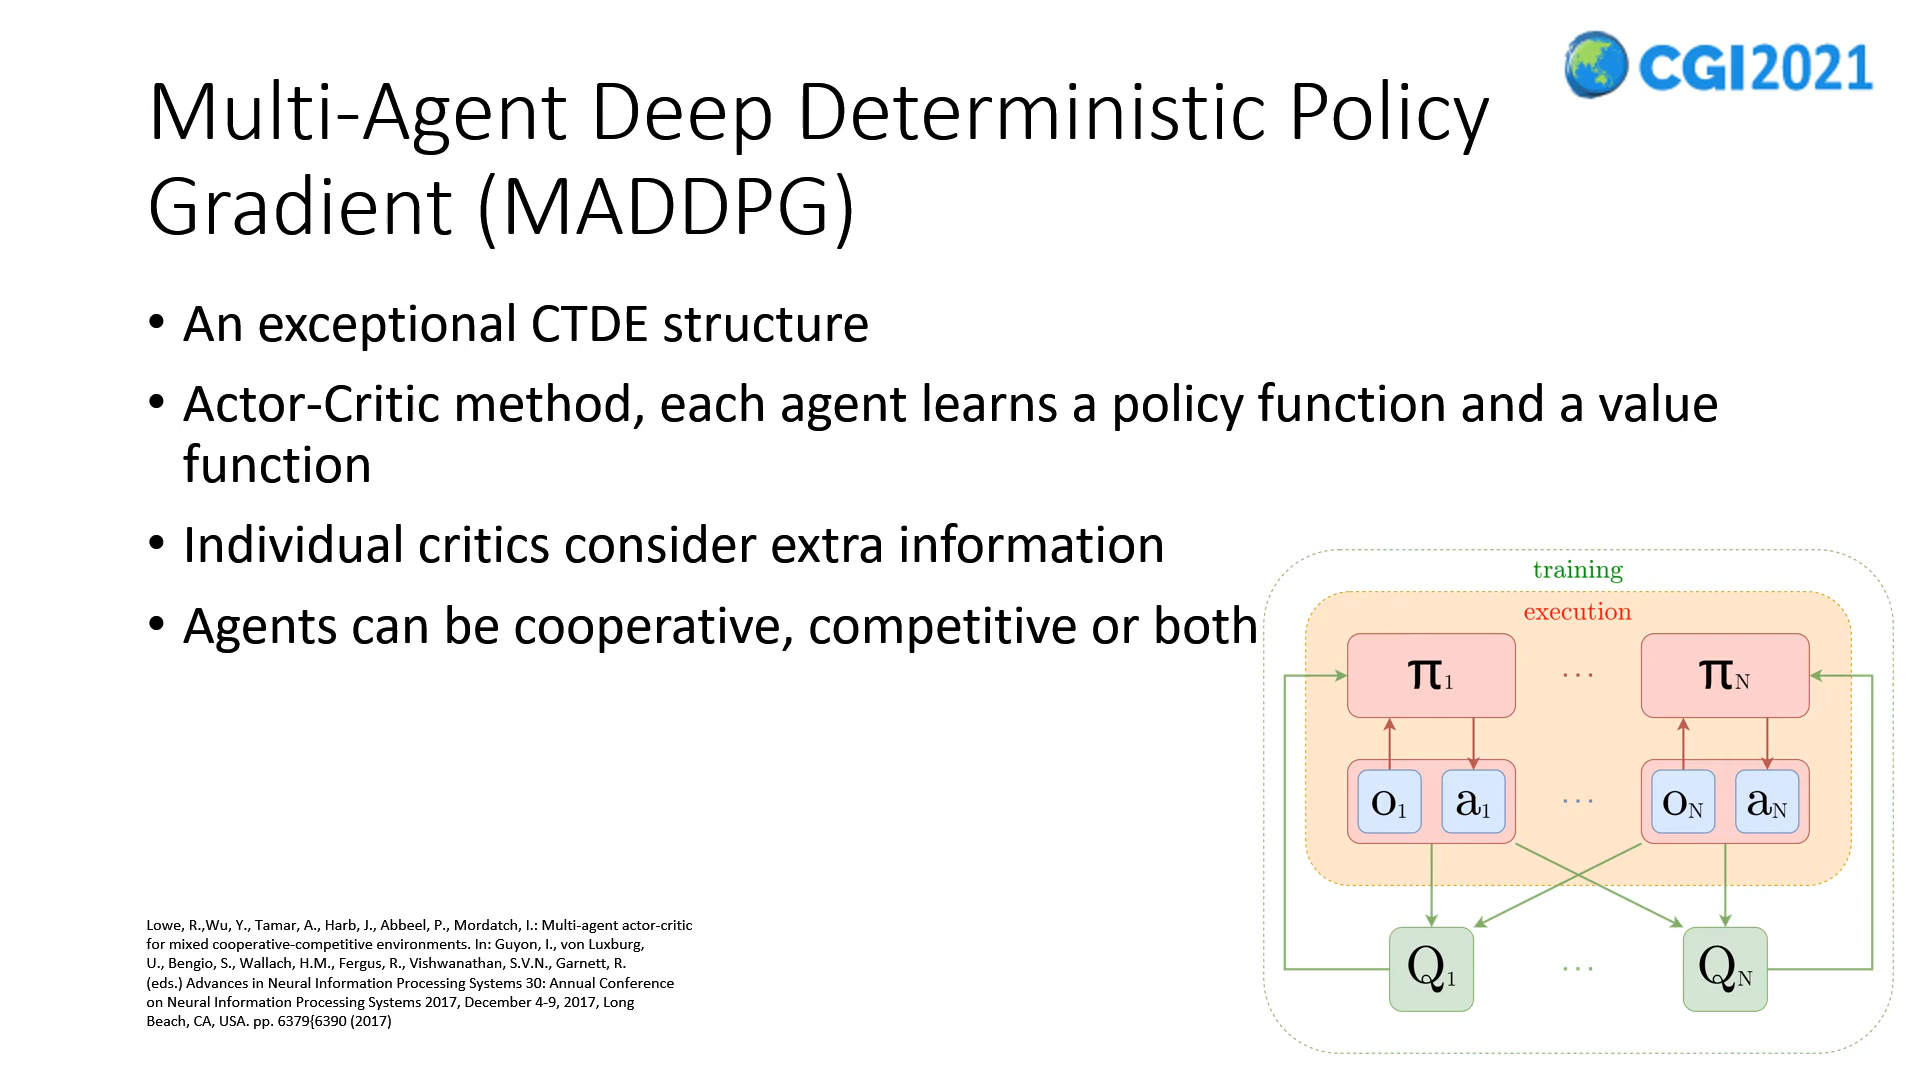 CGI2021
Multi-Agent Deep Deterministic Policy
Gradient (MADDPG)
• An exceptional CTDE structure
• Actor-Critic method, each agent learns a policy function and a value
function
• Individual critics consider extra information
• Agents can be cooperative, competitive or both
training
execution
π1 ... πN
o1 a1 ... oN aN
Q1 ... QN
Lowe, R.,Wu, Y., Tamar, A., Harb, J., Abbeel, P., Mordatch, I.: Multi-agent actor-critic
for mixed cooperative-competitive environments. In: Guyon, I., von Luxburg,
U., Bengio, S., Wallach, H.M., Fergus, R., Vishwanathan, S.V.N., Garnett, R.
(eds.) Advances in Neural Information Processing Systems 30: Annual Conference
on Neural Information Processing Systems 2017, December 4-9, 2017, Long
Beach, CA, USA. pp. 6379{6390 (2017)